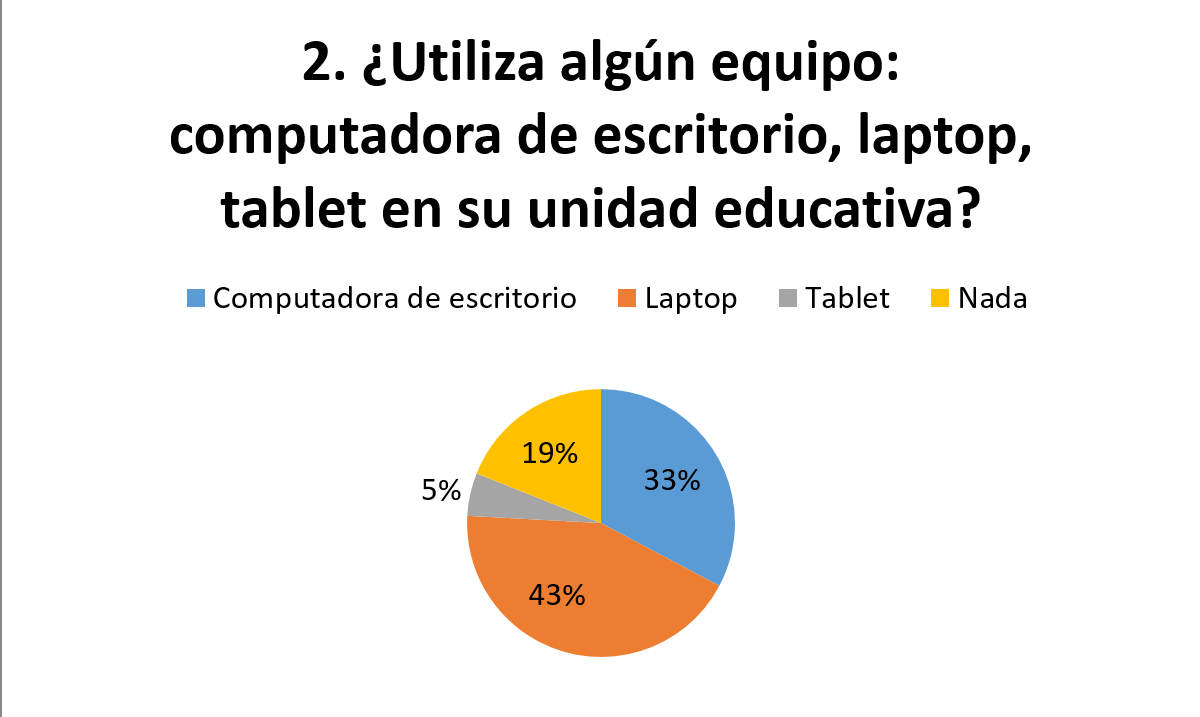 2. ¿Utiliza algún equipo:
computadora de escritorio, laptop,
tablet en su unidad educativa?
Computadora de escritorio Laptop Tablet Nada
19%
33%
5%
43%